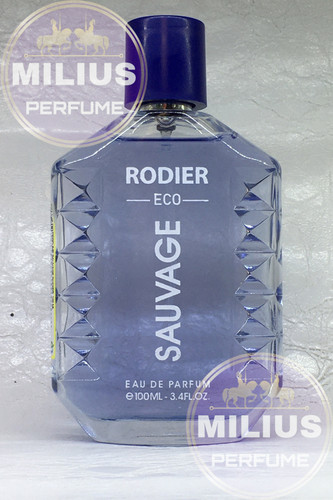 MILIUS
PERFUME
RODIER
ECO
SAUVAGE
EAU DE PARFUM
℮100ML - 3.4FL.OZ.
MILIUS
PERFUME